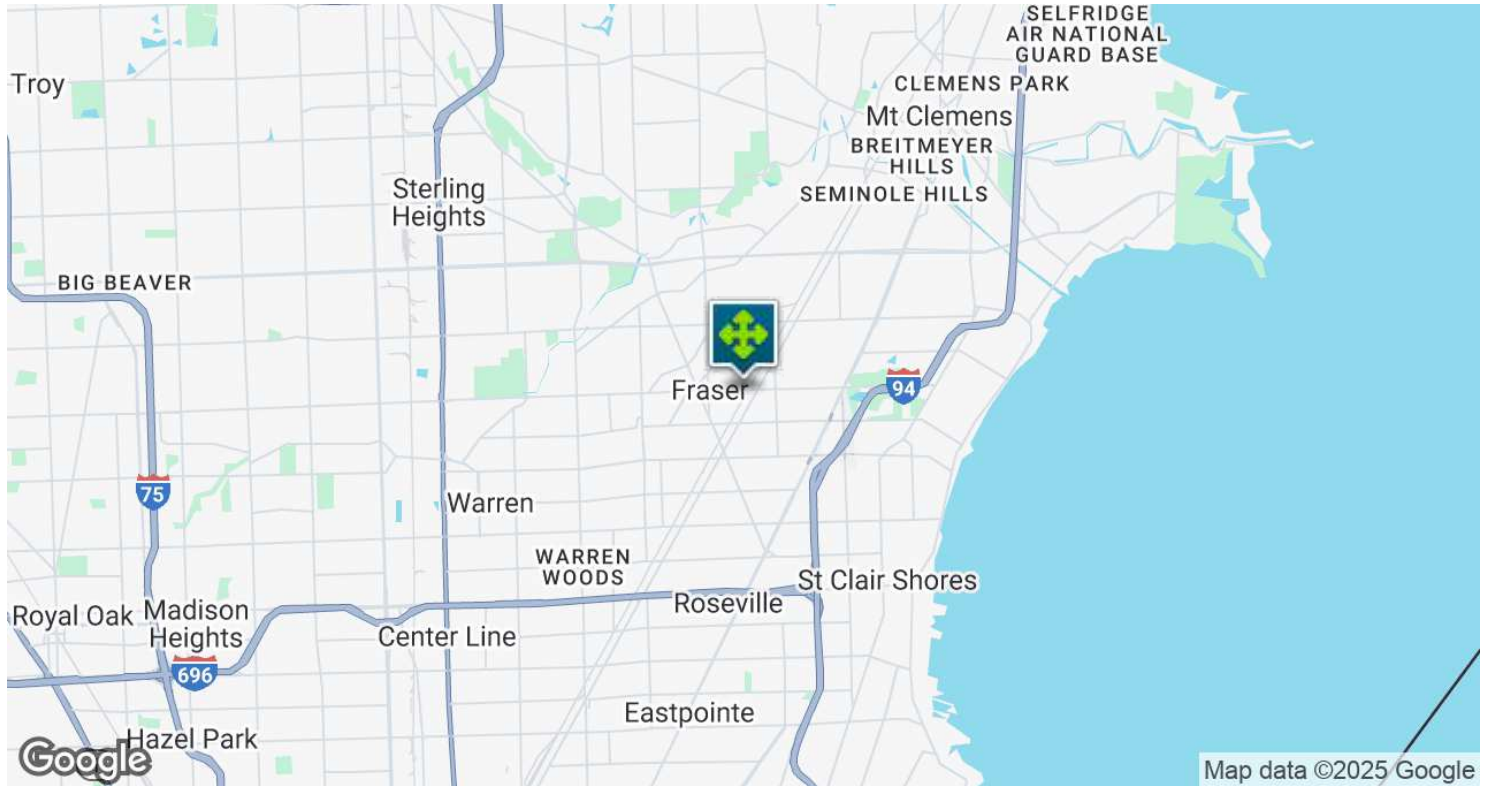 SELFRIDGE
AIR NATIONAL
GUARD BASE
Troy
CLEMENS PARK
Mt Clemens
BREITMEYER
HILLS
SEMINOLE HILLS
Sterling
Heights
BIG BEAVER
Fraser
94
75
Warren
WARREN
WOODS
St Clair Shores
Roseville
Royal Oak
Madison
Heights
Center Line
696
Eastpointe
Hazel Park
Google
Map data ©2025 Google